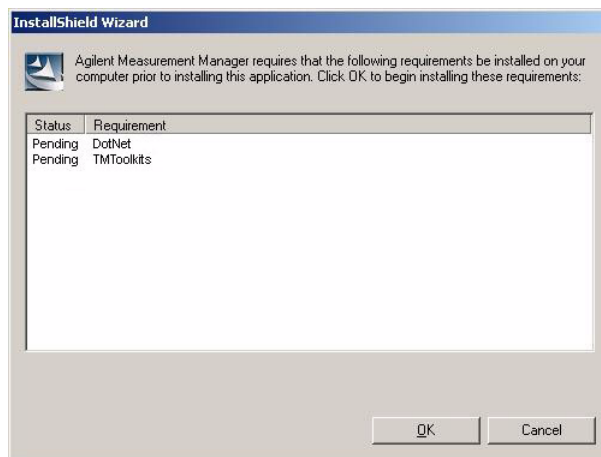 InstallShield Wizard
Agilent Measurement Manager requires that the following requirements be installed on your
computer prior to installing this application. Click OK to begin installing these requirements:
Status Requirement
Pending DotNet
Pending TMToolkits
OK Cancel